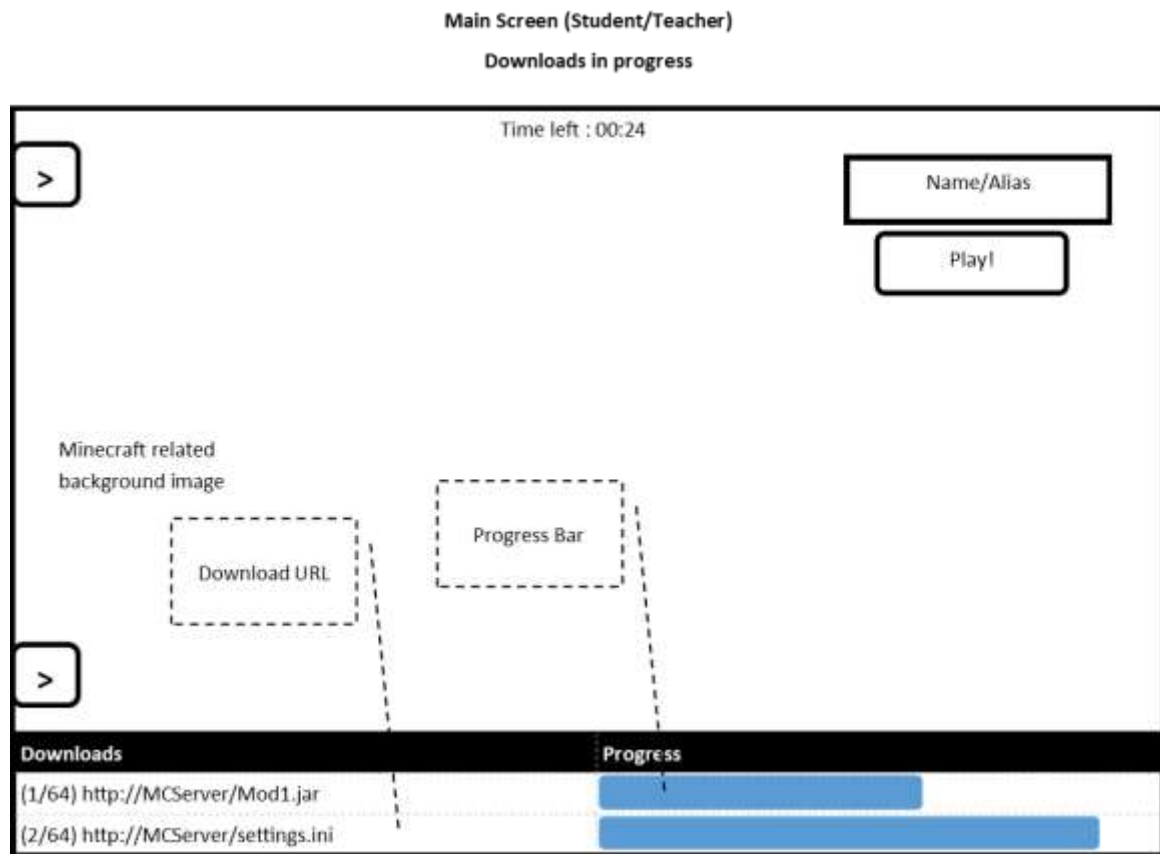 Main Screen (Student/Teacher)
Downloads in progress
Time left : 00:24
>
Name/Alias
Play!
Minecraft related
background image
Progress Bar
Download URL
>
Downloads Progress
(1/64) http://MCServer/Mod1.jar
(2/64) http://MCServer/settings.ini